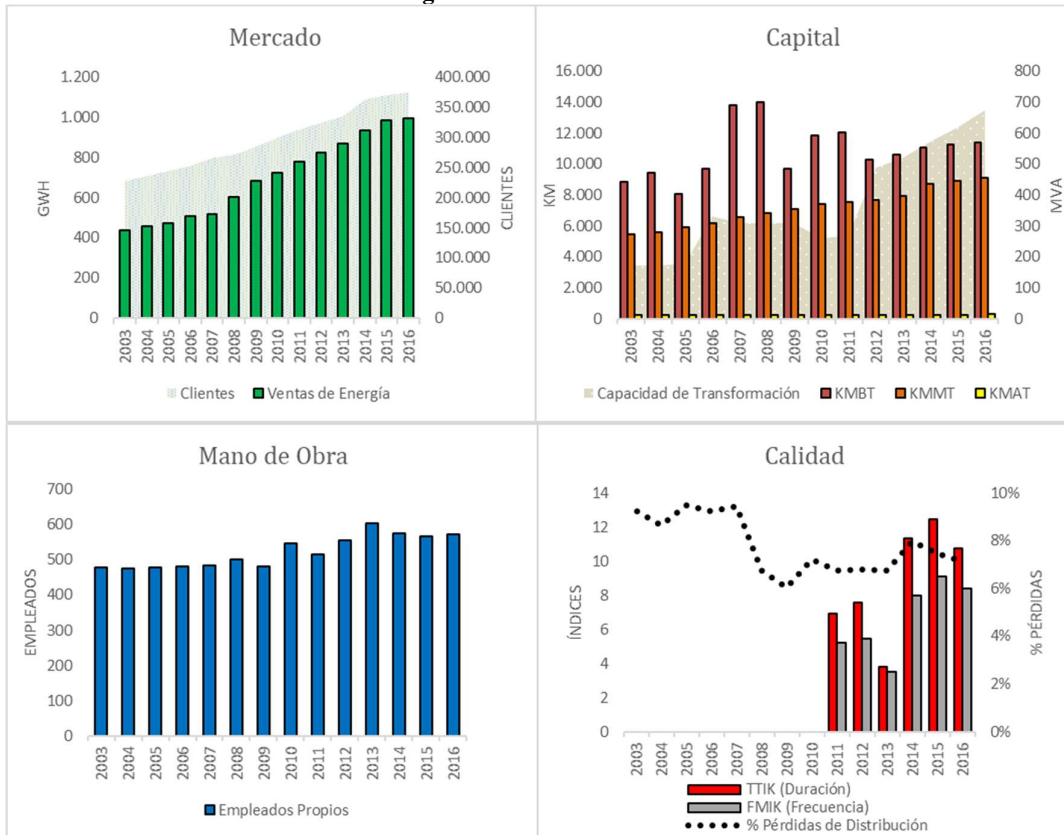 Mercado
GWH
CLIENTES
1.200
1.000
800
600
400
200
0
400.000
350.000
300.000
250.000
200.000
150.000
100.000
50.000
0
2003 2004 2005 2006 2007 2008 2009 2010 2011 2012 2013 2014 2015 2016
Clientes Ventas de Energía
Capital
KM
MVA
16.000
14.000
12.000
10.000
8.000
6.000
4.000
2.000
0
800
700
600
500
400
300
200
100
0
2003 2004 2005 2006 2007 2008 2009 2010 2011 2012 2013 2014 2015 2016
Capacidad de Transformación KMBT KMMT KMAT
Mano de Obra
EMPLEADOS
700
600
500
400
300
200
100
0
2003 2004 2005 2006 2007 2008 2009 2010 2011 2012 2013 2014 2015 2016
Empleados Propios
Calidad
ÍNDICES
% PÉRDIDAS
14
12
10
8
6
4
2
0
10%
8%
6%
4%
2%
0%
2003 2004 2005 2006 2007 2008 2009 2010 2011 2012 2013 2014 2015 2016
TTIK (Duración)
FMIK (Frecuencia)
% Pérdidas de Distribución